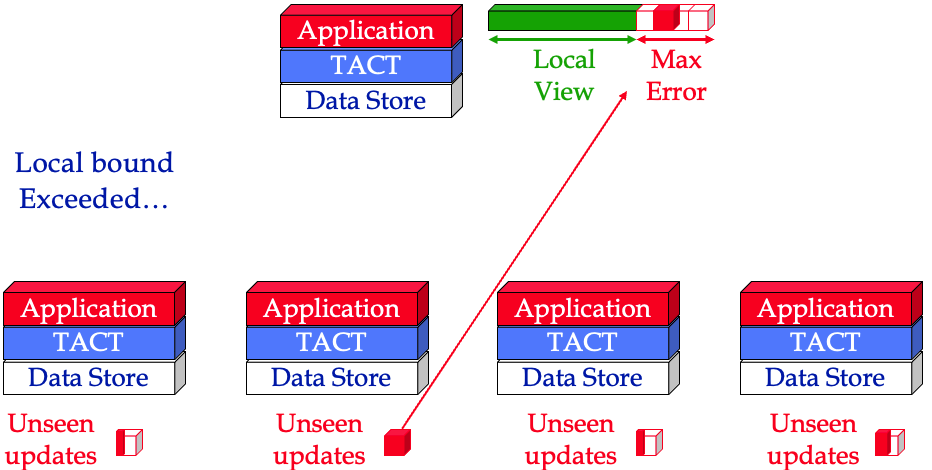 Application
TACT
Data Store
Local
View
Max
Error
Local bound
Exceeded…
Application
TACT
Data Store
Unseen
updates
Application
TACT
Data Store
Unseen
updates
Application
TACT
Data Store
Unseen
updates
Application
TACT
Data Store
Unseen
updates